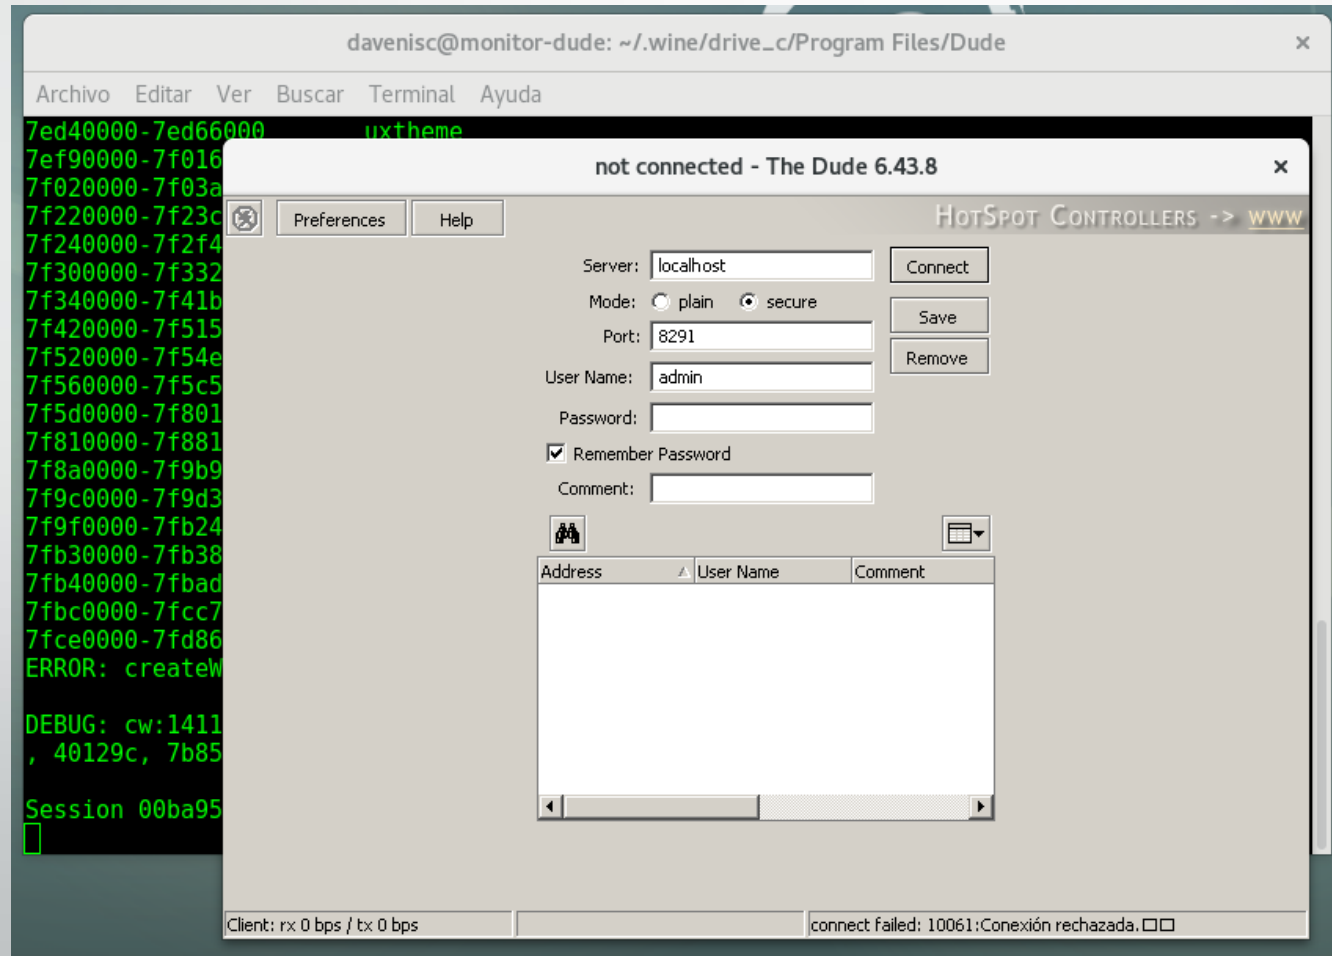 davenisc@monitor-dude: ~/.wine/drive_c/Program Files/Dude
Archivo Editar Ver Buscar Terminal Ayuda
7ed40000-7ed66000 uxtheme
7ef90000-7f016
7f020000-7f03a
7f220000-7f23c
7f240000-7f2f4
7f300000-7f332
7f340000-7f41b
7f420000-7f515
7f520000-7f54e
7f560000-7f5c5
7f5d0000-7f801
7f810000-7f881
7f8a0000-7f9b9
7f9c0000-7f9d3
7f9f0000-7fb24
7fb30000-7fb38
7fb40000-7fbad
7fbc0000-7fcc7
7fce0000-7fd86
ERROR: createW
DEBUG: cw:1411
, 40129c, 7b85
Session 00ba95
not connected - The Dude 6.43.8
Preferences Help
HotSpot Controllers -> www
Server: localhost Connect
Mode: plain secure
Save
Port: 8291
Remove
User Name: admin
Password:
Remember Password
Comment:
Address User Name Comment
Client: rx 0 bps / tx 0 bps connect failed: 10061:Conexión rechazada.□□